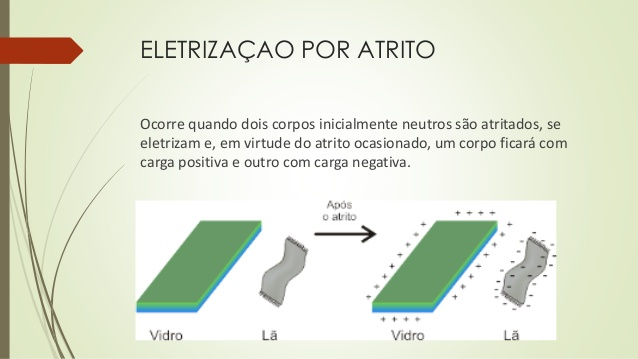 ELETRIZAÇAO POR ATRITO
Ocorre quando dois corpos inicialmente neutros são atritados, se
eletrizam e, em virtude do atrito ocasionado, um corpo ficará com
carga positiva e outro com carga negativa.
Após
o atrito
Vidro
Lã
Vidro
Lã